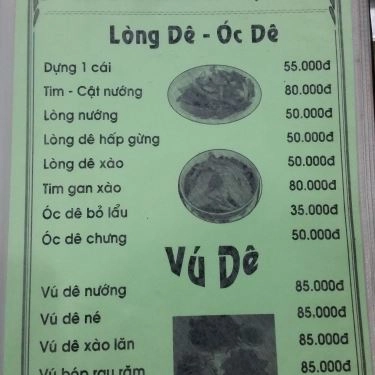 Lòng Dê - Óc Dê
Dựng 1 cái 55.000đ
Tim - Cật nướng 80.000đ
Lòng nướng 50.000đ
Lòng dê hấp gừng 50.000đ
Lòng dê xào 50.000đ
Tim gan xào 80.000đ
Óc dê bỏ lẩu 35.000đ
Óc dê chưng 50.000đ
Vú Dê
Vú dê nướng 85.000đ
Vú dê né 85.000đ
Vú dê xào lăn 85.000đ
Vú bóp rau răm 85.000đ